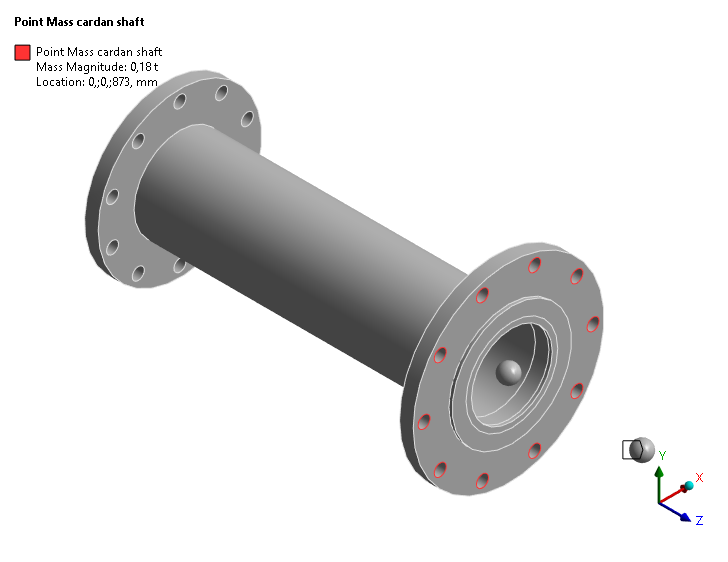 Point Mass cardan shaft
Point Mass cardan shaft
Mass Magnitude: 0,18 t
Location: 0,;0,;873, mm
Y
X
Z